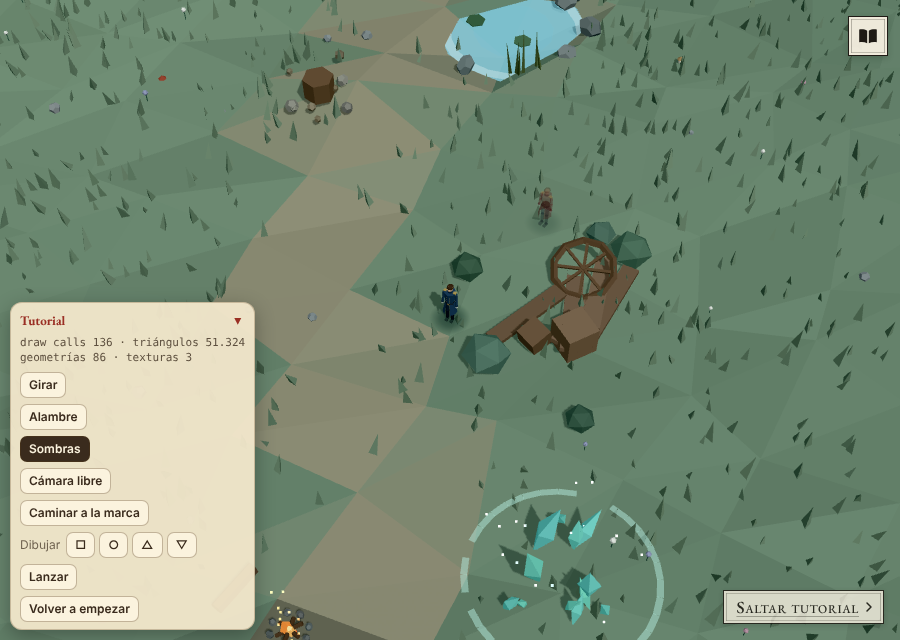 Tutorial ▼
draw calls 136 · triángulos 51.324
geometrías 86 · texturas 3
Girar
Alambre
Sombras
Cámara libre
Caminar a la marca
Dibujar
Lanzar
Volver a empezar
Saltar tutorial